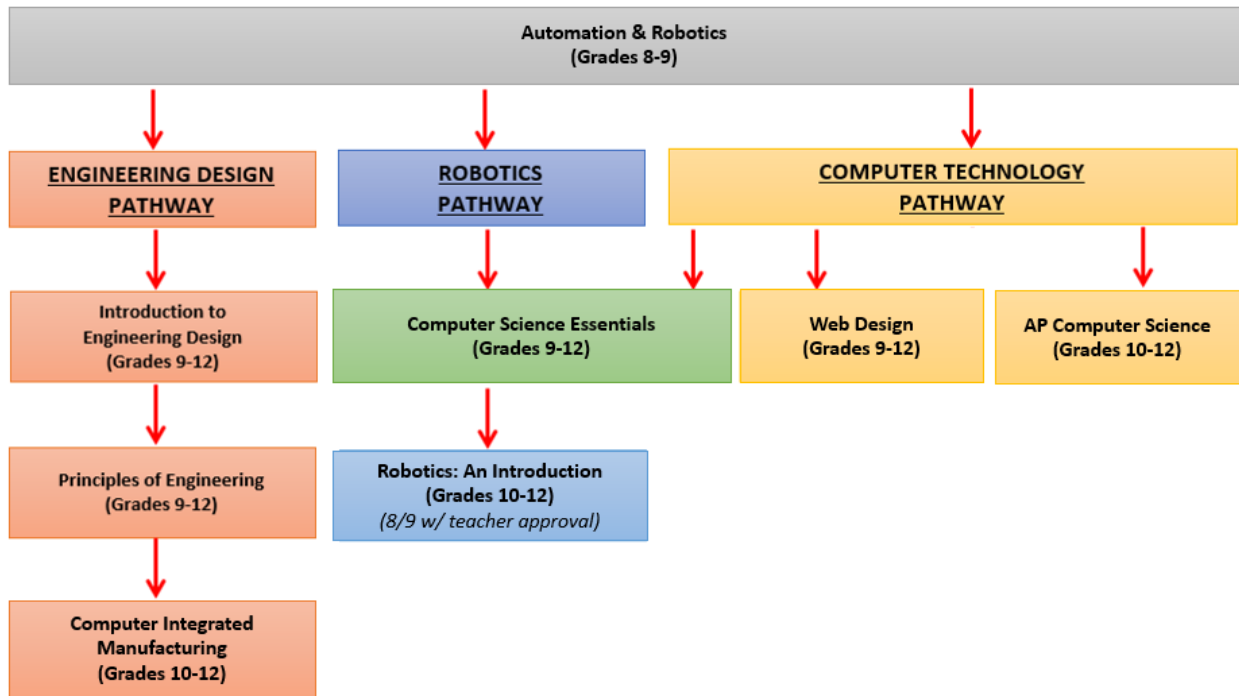 Automation & Robotics
(Grades 8-9)
ENGINEERING DESIGN
PATHWAY
ROBOTICS
PATHWAY
COMPUTER TECHNOLOGY
PATHWAY
Introduction to
Engineering Design
(Grades 9-12)
Computer Science Essentials
(Grades 9-12)
Web Design
(Grades 9-12)
AP Computer Science
(Grades 10-12)
Principles of Engineering
(Grades 9-12)
Robotics: An Introduction
(Grades 10-12)
(8/9 w/ teacher approval)
Computer Integrated
Manufacturing
(Grades 10-12)